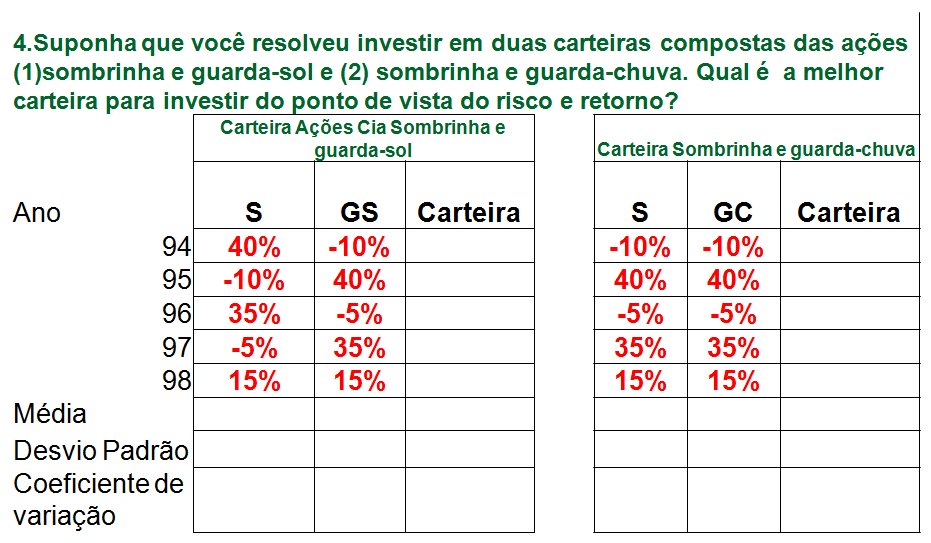 4.Suponha que você resolveu investir em duas carteiras compostas das ações
(1)sombrinha e guarda-sol e (2) sombrinha e guarda-chuva. Qual é a melhor
carteira para investir do ponto de vista do risco e retorno?
Carteira Ações Cia Sombrinha e
guarda-sol
Carteira Sombrinha e guarda-chuva
Ano S GS Carteira S GC Carteira
94 40% -10% -10% -10%
95 -10% 40% 40% 40%
96 35% -5% -5% -5%
97 -5% 35% 35% 35%
98 15% 15% 15% 15%
Média
Desvio Padrão
Coeficiente de
variação